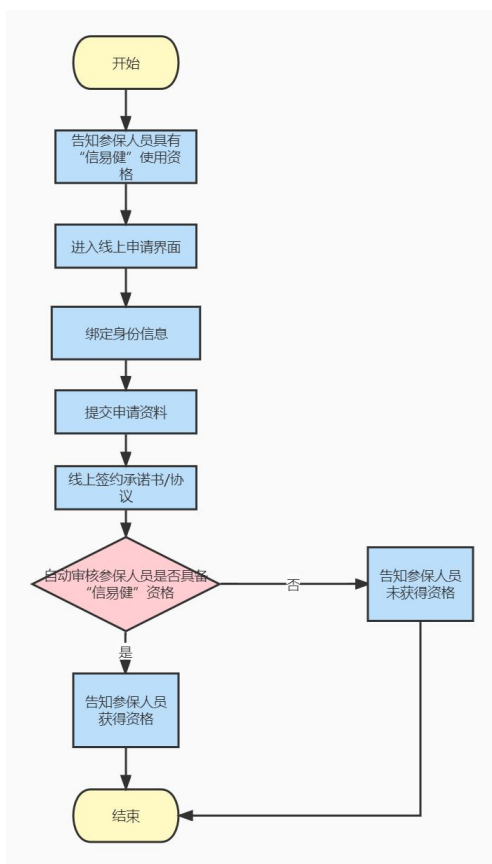 开始
告知参保人员具有
“信易健”使用资
格
进入线上申请界面
绑定身份信息
提交申请资料
线上签约承诺书/协
议
自动审核参保人员是否具备
“信易健”资格
否
告知参保人员
未获得资格
是
告知参保人员
获得资格
结束